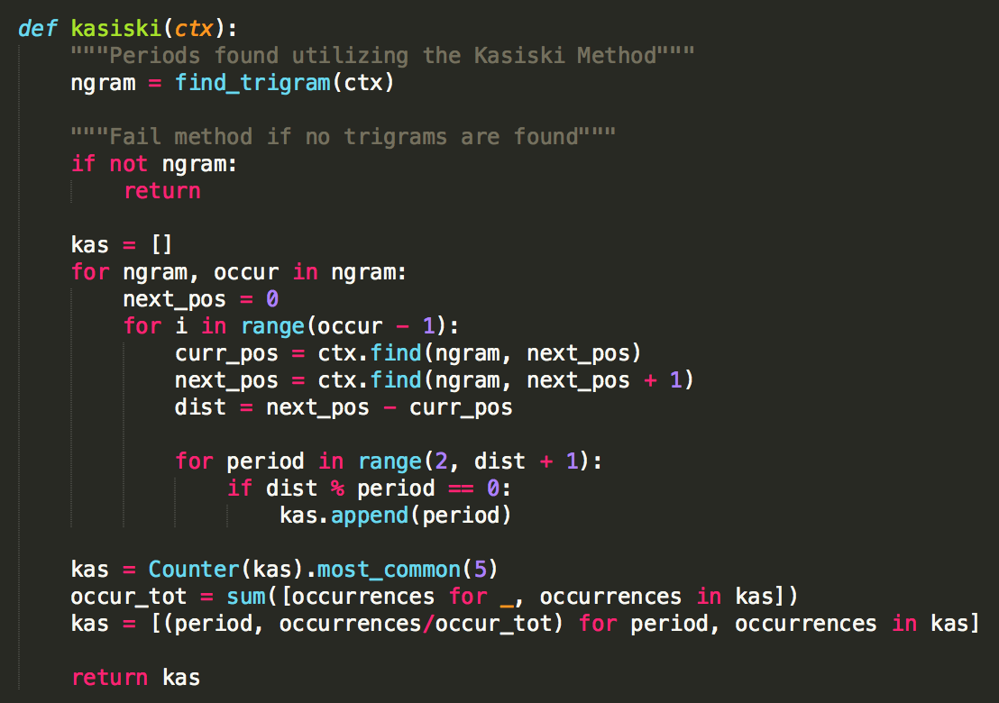 def kasiski(ctx):
    """Periods found utilizing the Kasiski Method"""
    ngram = find_trigram(ctx)

    """Fail method if no trigrams are found"""
    if not ngram:
        return

    kas = []
    for ngram, occur in ngram:
        next_pos = 0
        for i in range(occur - 1):
            curr_pos = ctx.find(ngram, next_pos)
            next_pos = ctx.find(ngram, next_pos + 1)
            dist = next_pos - curr_pos

            for period in range(2, dist + 1):
                if dist % period == 0:
                    kas.append(period)

    kas = Counter(kas).most_common(5)
    occur_tot = sum([occurrences for _, occurrences in kas])
    kas = [(period, occurrences/occur_tot) for period, occurrences in kas]

    return kas